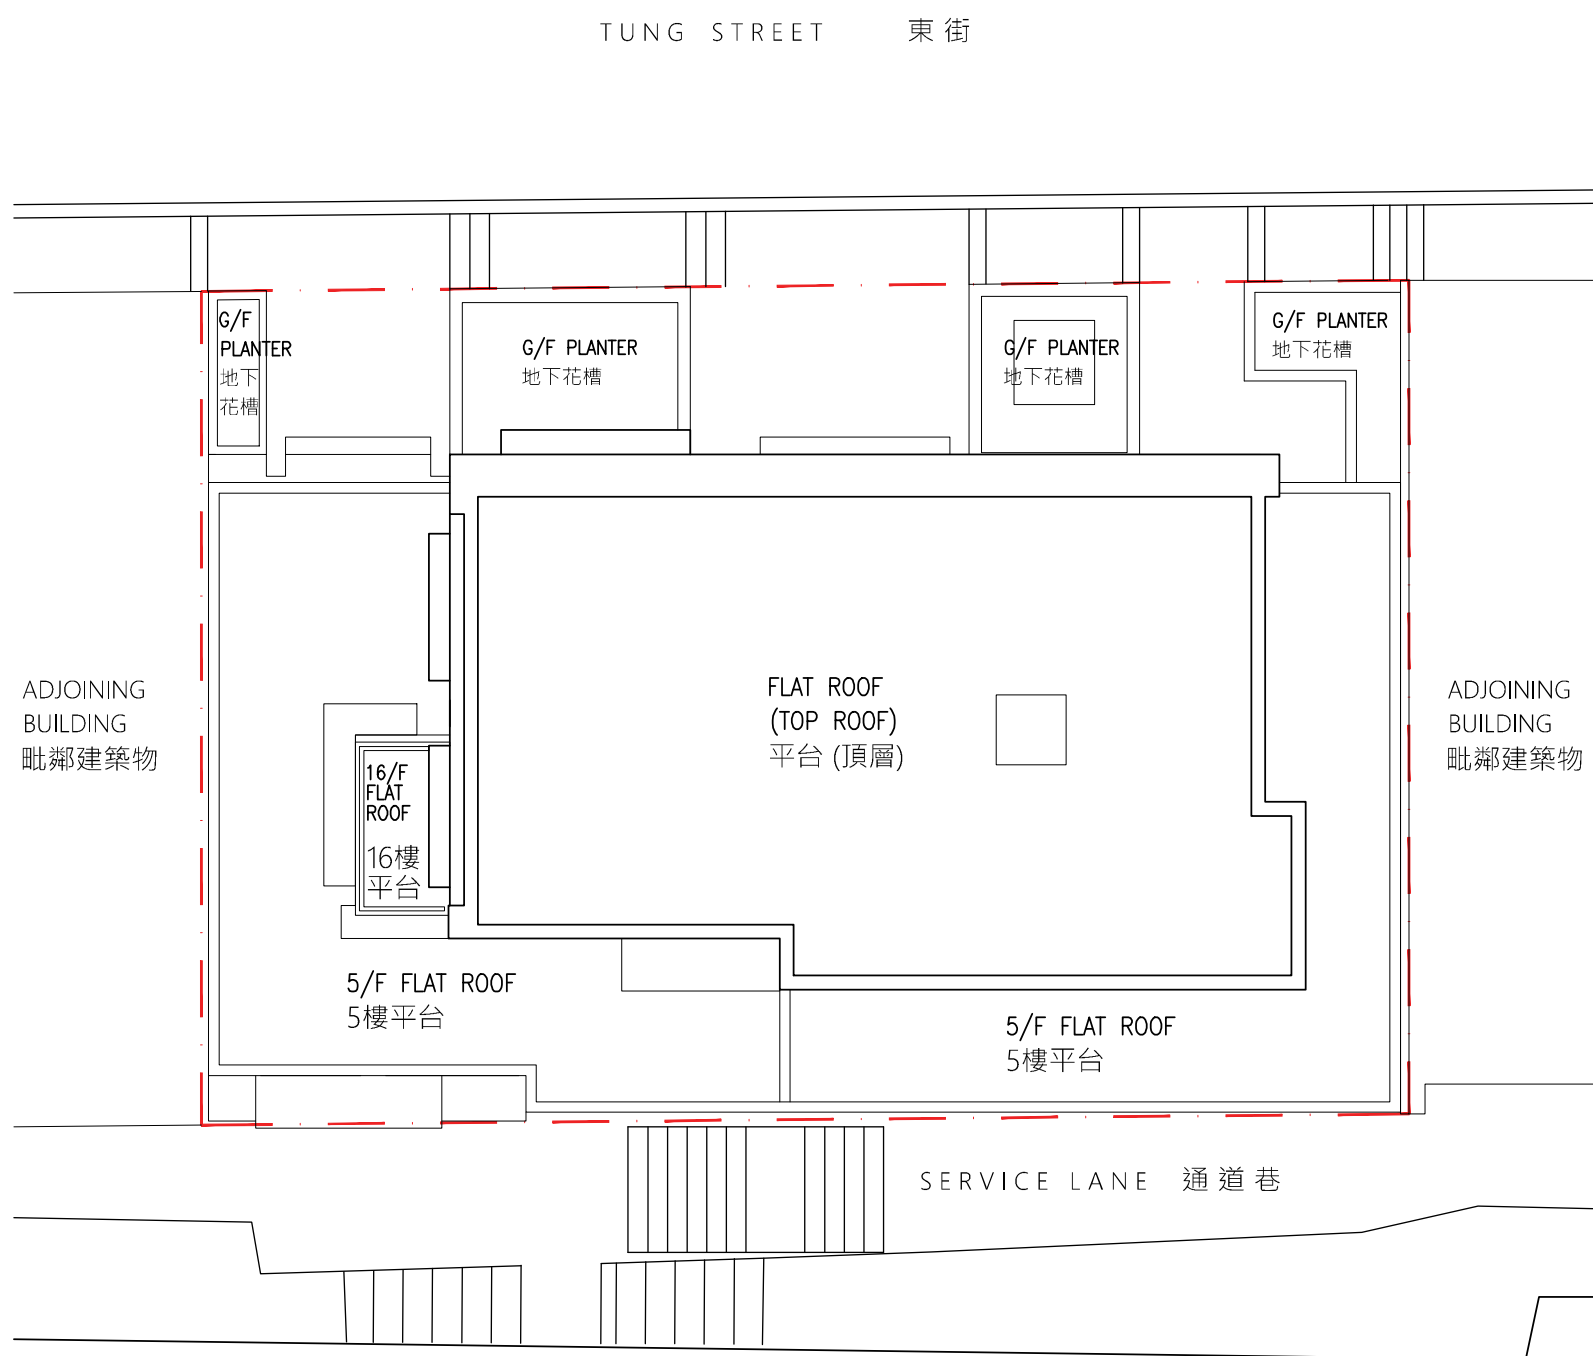 TUNG STREET 東街
G/F
PLANTER
地下
花槽
G/F PLANTER
地下花槽
G/F PLANTER
地下花槽
G/F PLANTER
地下花槽
ADJOINING
BUILDING
毗鄰建築物
FLAT ROOF
(TOP ROOF)
平台 (頂層)
ADJOINING
BUILDING
毗鄰建築物
16/F
FLAT
ROOF
16樓
平台
5/F FLAT ROOF
5樓平台
5/F FLAT ROOF
5樓平台
SERVICE LANE 通道巷